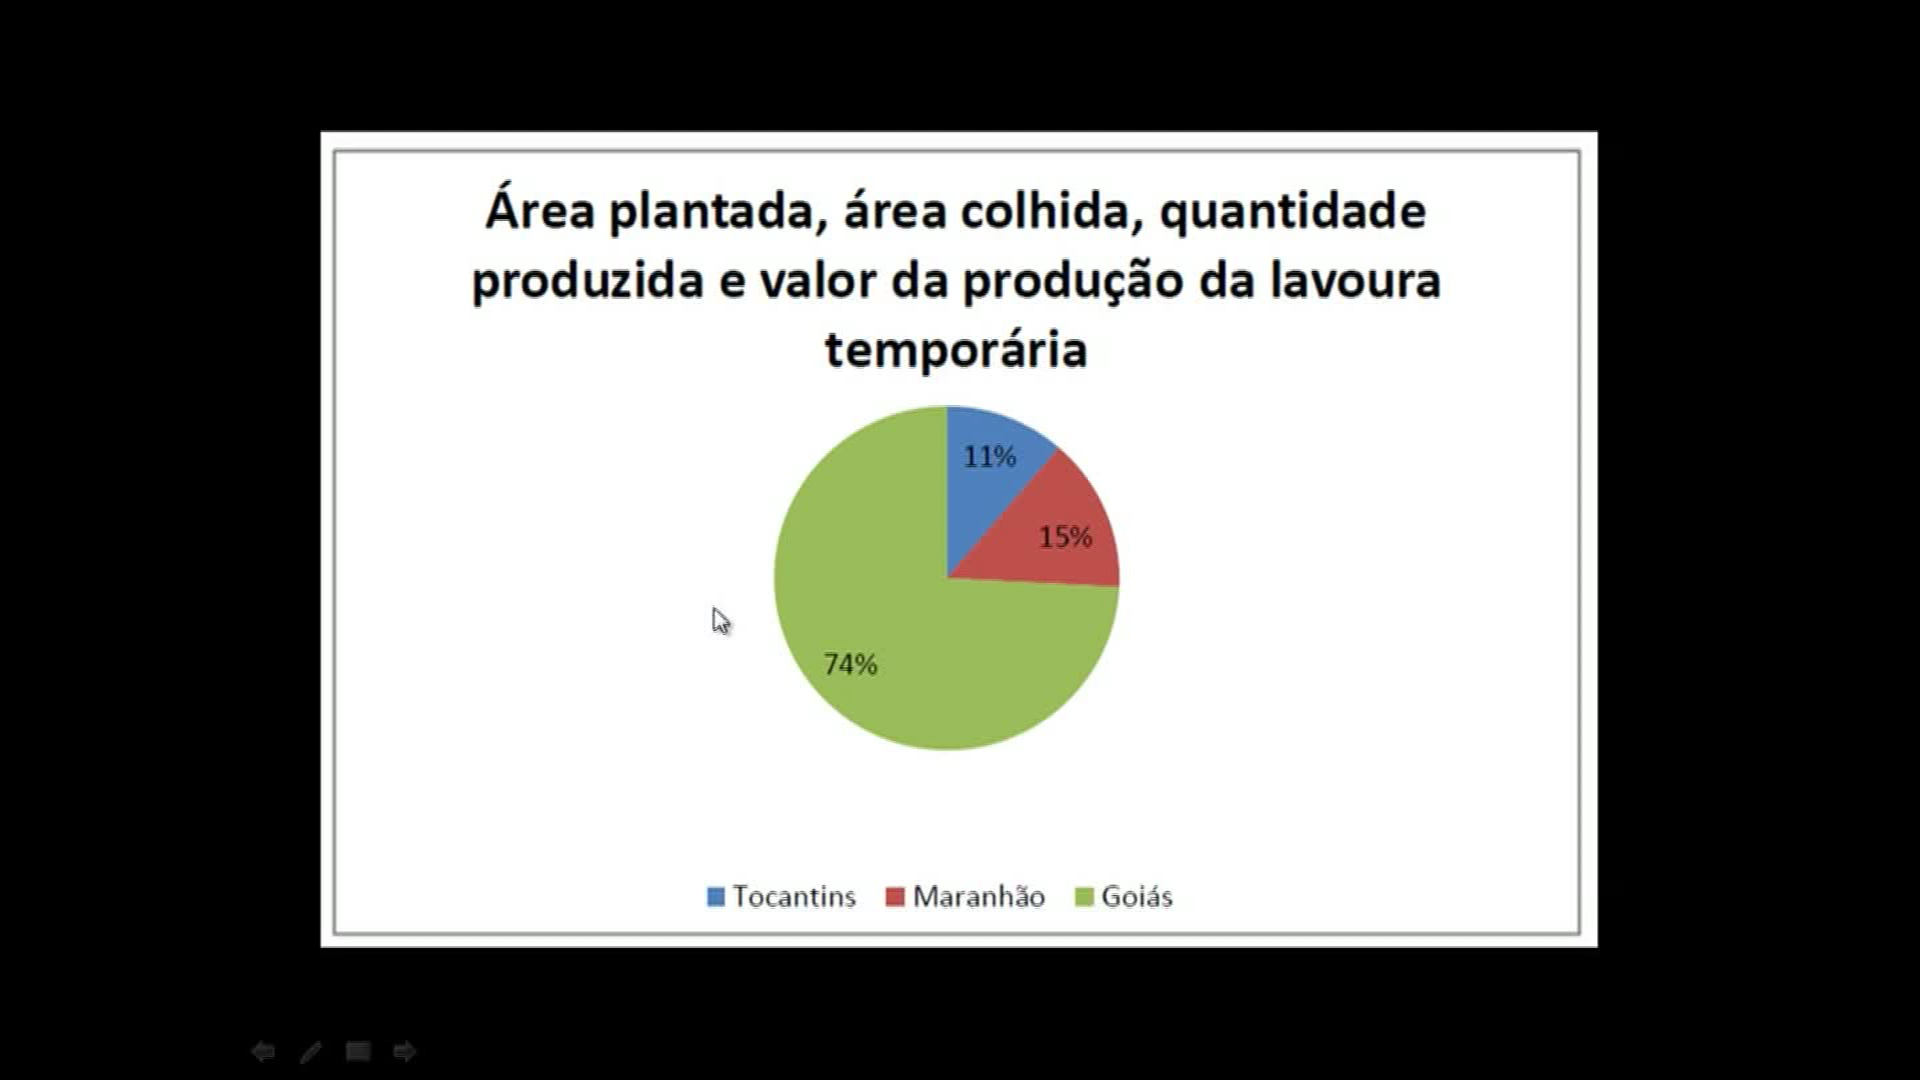 Área plantada, área colhida, quantidade
produzida e valor da produção da lavoura
temporária
11%
15%
74%
Tocantins Maranhão Goiás